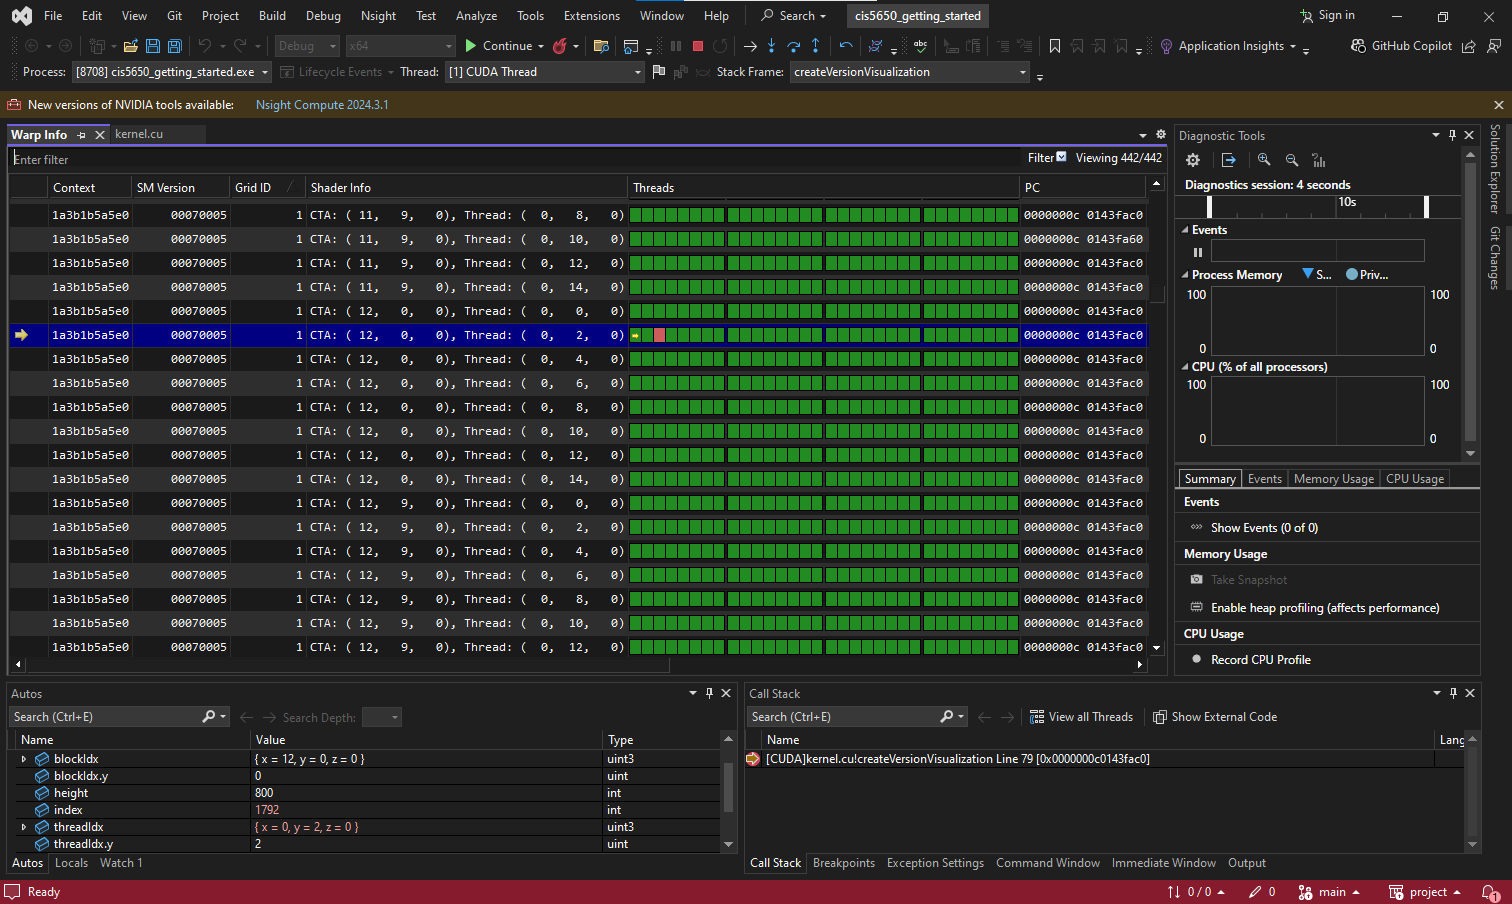 File Edit View Git Project Build Debug Nsight Test Analyze Tools Extensions Window Help Search cis5650_getting_started Sign in
Debug x64 Continue abc Application Insights GitHub Copilot
Process: [8708] cis5650_getting_started.exe Lifecycle Events Thread: [1] CUDA Thread Stack Frame: createVersionVisualization
New versions of NVIDIA tools available: Nsight Compute 2024.3.1
Warp Info kernel.cu
Enter filter Filter Viewing 442/442
Context SM Version Grid ID Shader Info Threads PC
1a3b1b5a5e0 00070005 1 CTA: ( 11, 9, 0), Thread: ( 0, 8, 0) 0000000c 0143fac0
1a3b1b5a5e0 00070005 1 CTA: ( 11, 9, 0), Thread: ( 0, 10, 0) 0000000c 0143fa60
1a3b1b5a5e0 00070005 1 CTA: ( 11, 9, 0), Thread: ( 0, 12, 0) 0000000c 0143fac0
1a3b1b5a5e0 00070005 1 CTA: ( 11, 9, 0), Thread: ( 0, 14, 0) 0000000c 0143fac0
1a3b1b5a5e0 00070005 1 CTA: ( 12, 0, 0), Thread: ( 0, 0, 0) 0000000c 0143fac0
1a3b1b5a5e0 00070005 1 CTA: ( 12, 0, 0), Thread: ( 0, 2, 0) 0000000c 0143fac0
1a3b1b5a5e0 00070005 1 CTA: ( 12, 0, 0), Thread: ( 0, 4, 0) 0000000c 0143fac0
1a3b1b5a5e0 00070005 1 CTA: ( 12, 0, 0), Thread: ( 0, 6, 0) 0000000c 0143fac0
1a3b1b5a5e0 00070005 1 CTA: ( 12, 0, 0), Thread: ( 0, 8, 0) 0000000c 0143fac0
1a3b1b5a5e0 00070005 1 CTA: ( 12, 0, 0), Thread: ( 0, 10, 0) 0000000c 0143fac0
1a3b1b5a5e0 00070005 1 CTA: ( 12, 0, 0), Thread: ( 0, 12, 0) 0000000c 0143fac0
1a3b1b5a5e0 00070005 1 CTA: ( 12, 0, 0), Thread: ( 0, 14, 0) 0000000c 0143fac0
1a3b1b5a5e0 00070005 1 CTA: ( 12, 9, 0), Thread: ( 0, 0, 0) 0000000c 0143fac0
1a3b1b5a5e0 00070005 1 CTA: ( 12, 9, 0), Thread: ( 0, 2, 0) 0000000c 0143fac0
1a3b1b5a5e0 00070005 1 CTA: ( 12, 9, 0), Thread: ( 0, 4, 0) 0000000c 0143fac0
1a3b1b5a5e0 00070005 1 CTA: ( 12, 9, 0), Thread: ( 0, 6, 0) 0000000c 0143fac0
1a3b1b5a5e0 00070005 1 CTA: ( 12, 9, 0), Thread: ( 0, 8, 0) 0000000c 0143fac0
1a3b1b5a5e0 00070005 1 CTA: ( 12, 9, 0), Thread: ( 0, 10, 0) 0000000c 0143fac0
1a3b1b5a5e0 00070005 1 CTA: ( 12, 9, 0), Thread: ( 0, 12, 0) 0000000c 0143fac0
Diagnostic Tools
Diagnostics session: 4 seconds
10s
Events
Process Memory S... Priv...
100 100
0 0
CPU (% of all processors)
100 100
0 0
Summary Events Memory Usage CPU Usage
Events
Show Events (0 of 0)
Memory Usage
Take Snapshot
Enable heap profiling (affects performance)
CPU Usage
Record CPU Profile
Solution Explorer
Git Changes
Autos
Search (Ctrl+E) Search Depth:
Name Value Type
blockIdx { x = 12, y = 0, z = 0 } uint3
blockIdx.y 0 uint
height 800 int
index 1792 int
threadIdx { x = 0, y = 2, z = 0 } uint3
threadIdx.y 2 uint
Autos Locals Watch 1
Call Stack
Search (Ctrl+E) View all Threads Show External Code
Name Lang
[CUDA]kernel.cu!createVersionVisualization Line 79 [0x0000000c0143fac0]
Call Stack Breakpoints Exception Settings Command Window Immediate Window Output
Ready 0 / 0 0 main project 1